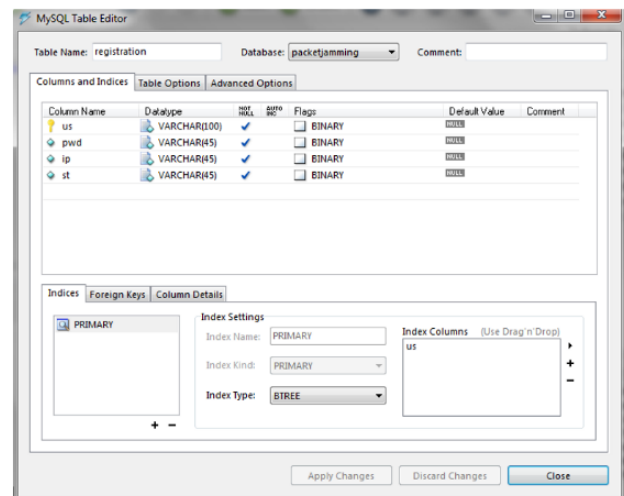 MySQL Table Editor
Table Name: registration Database: packetjamming Comment:
Columns and Indices Table Options Advanced Options
Column Name Datatype NOT NULL AUTO INC Flags Default Value Comment
us VARCHAR(100) BINARY NULL
pwd VARCHAR(45) BINARY NULL
ip VARCHAR(45) BINARY NULL
st VARCHAR(45) BINARY NULL
Indices Foreign Keys Column Details
PRIMARY
Index Settings
Index Name: PRIMARY
Index Kind: PRIMARY
Index Type: BTREE
Index Columns (Use Drag'n'Drop)
us
Apply Changes Discard Changes Close